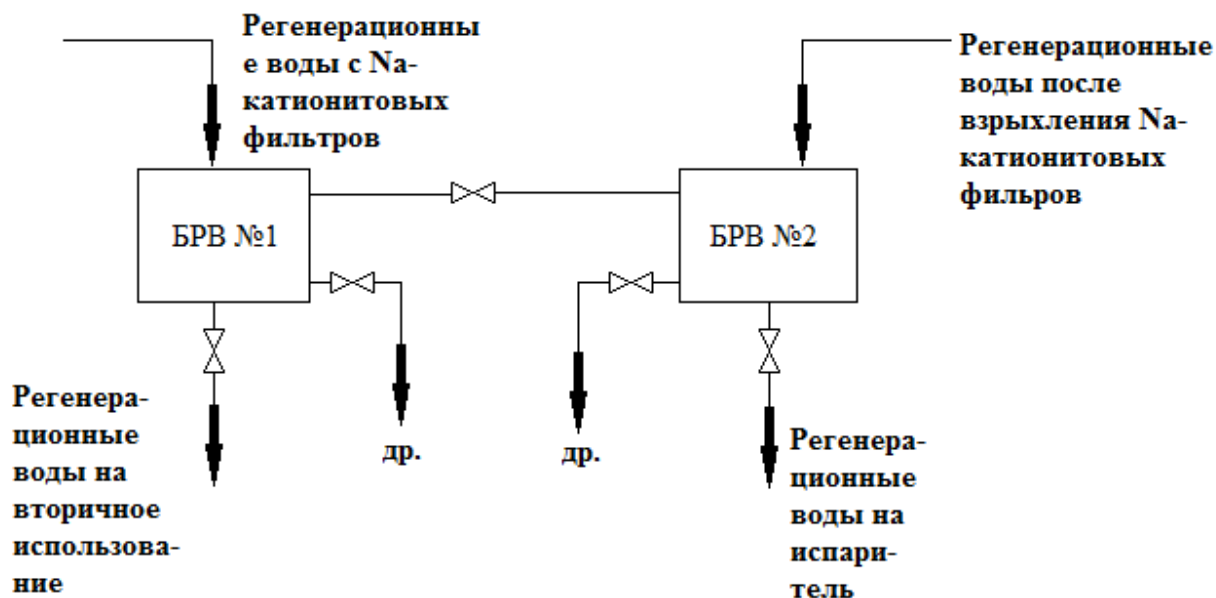 Регенерационны
е воды с Na-
катионитовых
фильтров
Регенерационные
воды после
взрыхления Na-
катионитовых
фильров
БРВ №1
БРВ №2
Регенера-
ционные
воды на
вторичное
использова-
ние
др.
др.
Регенера-
ционные
воды на
испари-
тель